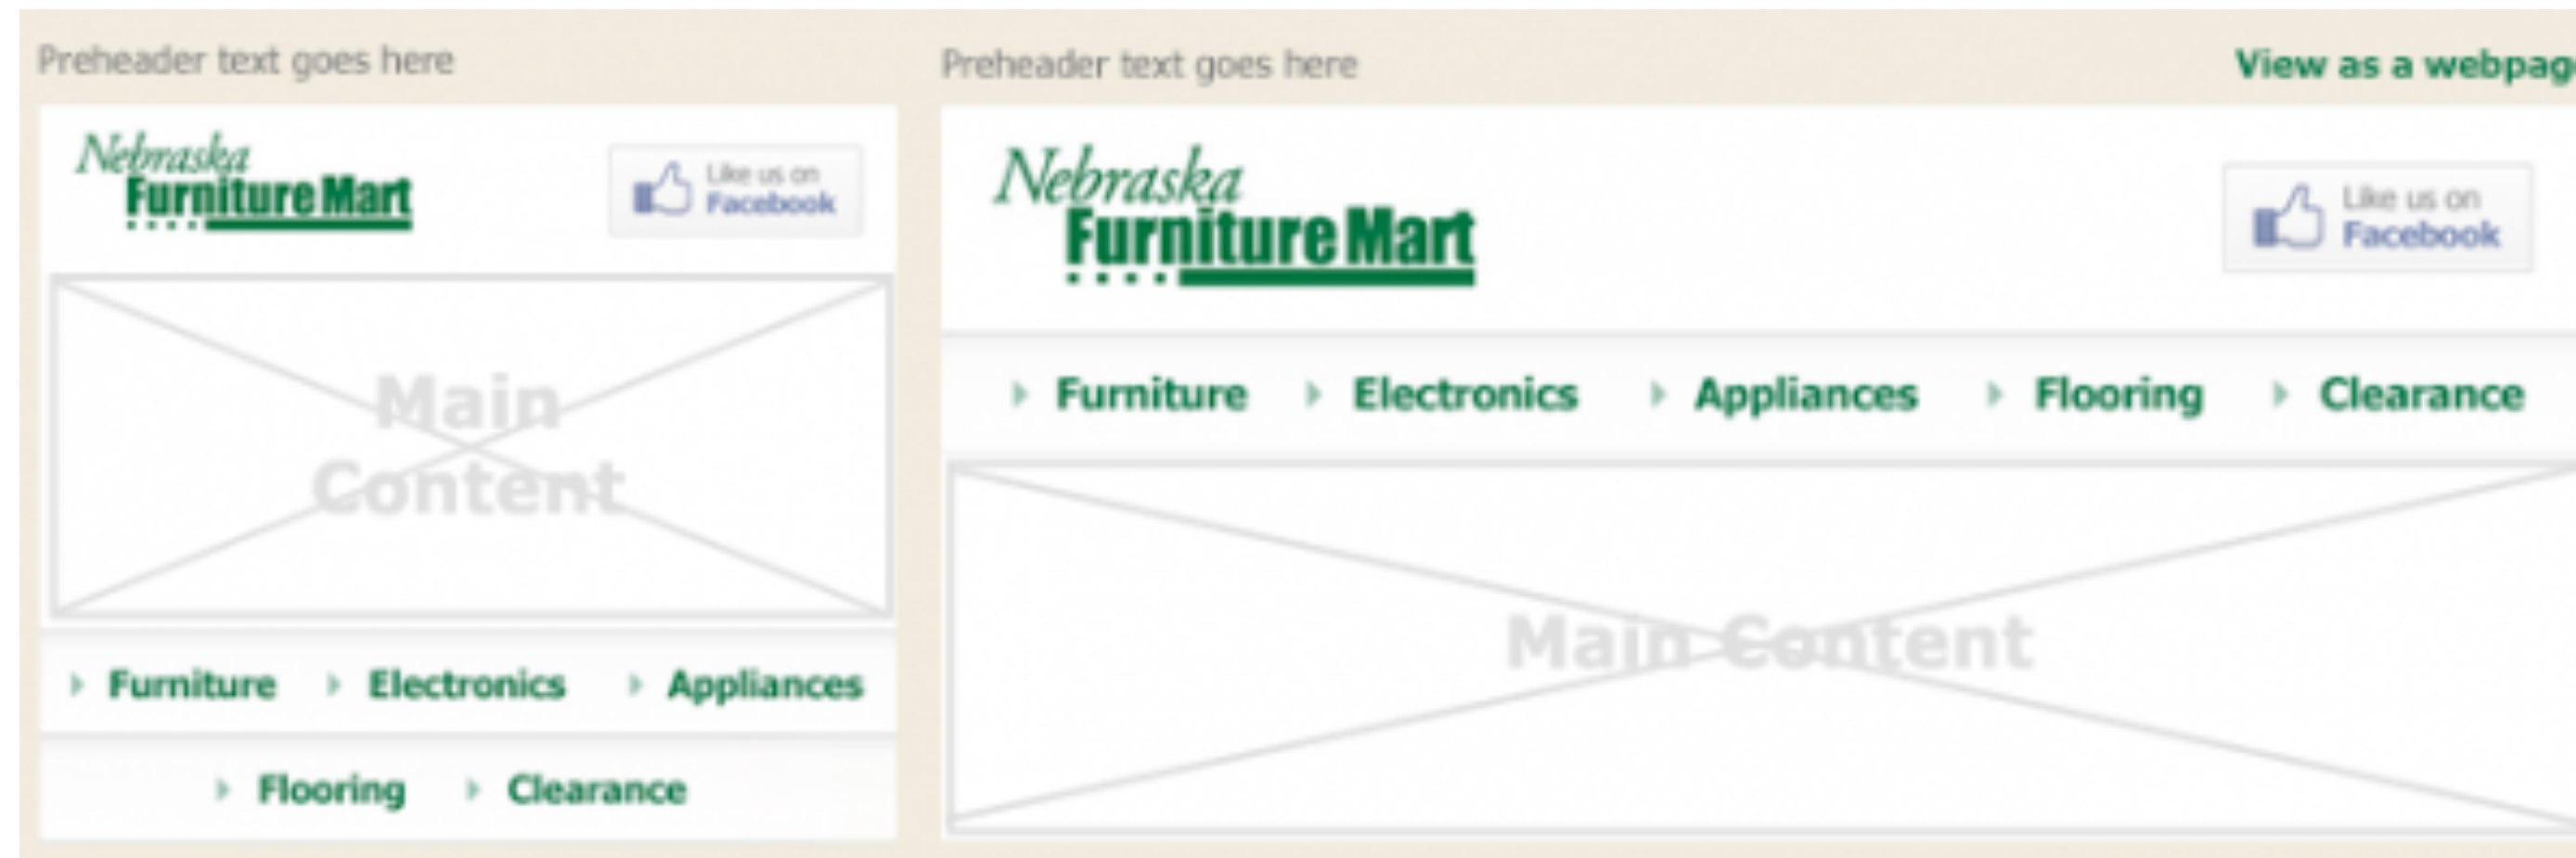 Preheader text goes here
Nebraska
Furniture Mart
Like us on
Facebook
Main
Content
Furniture Electronics Appliances
Flooring Clearance
Preheader text goes here
View as a webpag
Nebraska
Furniture Mart
Like us on
Facebook
Furniture Electronics Appliances Flooring Clearance
Main Content